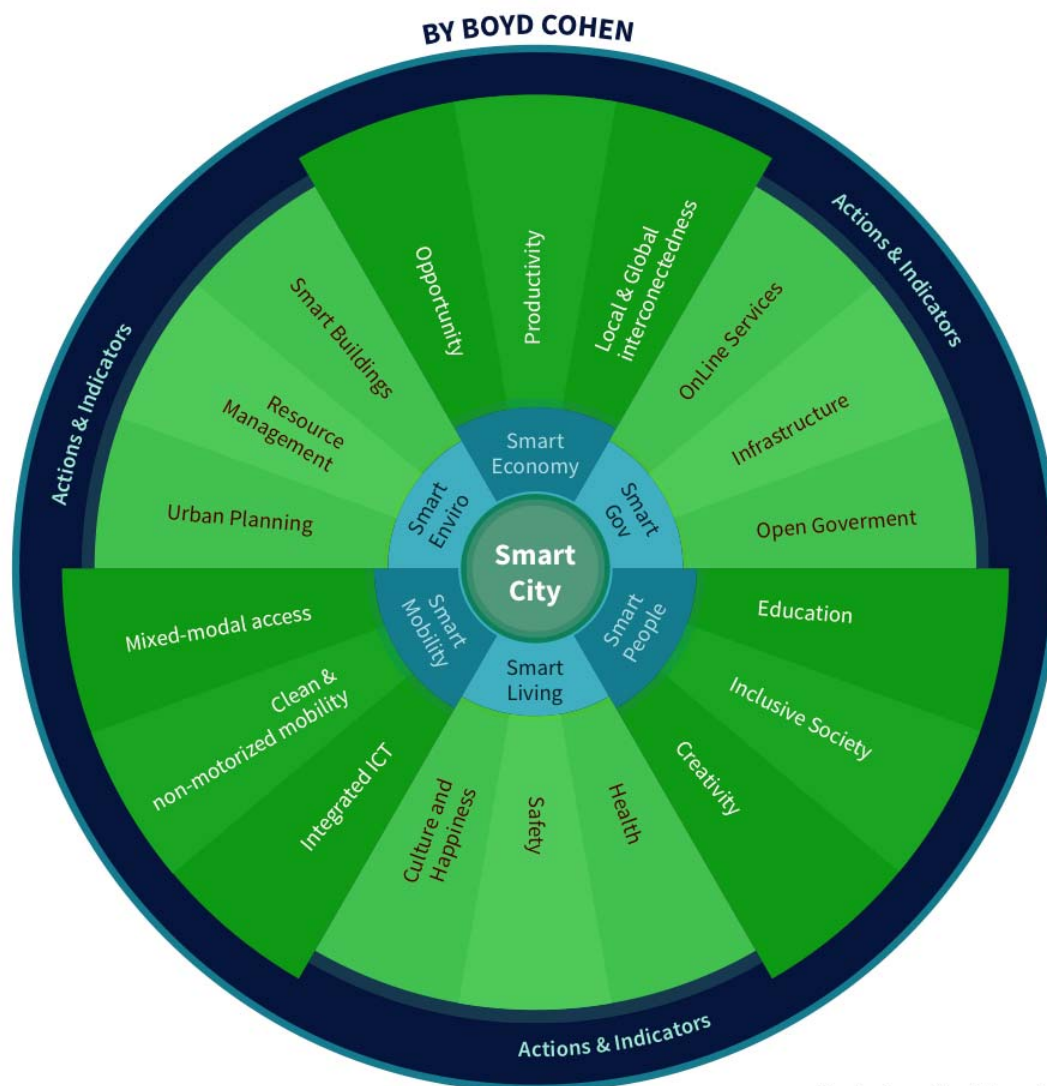 BY BOYD COHEN
Actions & Indicators
Actions & Indicators
Actions & Indicators
Smart
City
Smart
Economy
Opportunity
Productivity
Local & Global
interconectedness
Smart
Gov
OnLine Services
Infrastructure
Open Goverment
Smart
People
Education
Inclusive Society
Creativity
Smart
Living
Health
Safety
Culture and
Happiness
Smart
Mobility
Integrated ICT
Clean &
non-motorized mobility
Mixed-modal access
Smart
Enviro
Urban Planning
Resource
Management
Smart Buildings